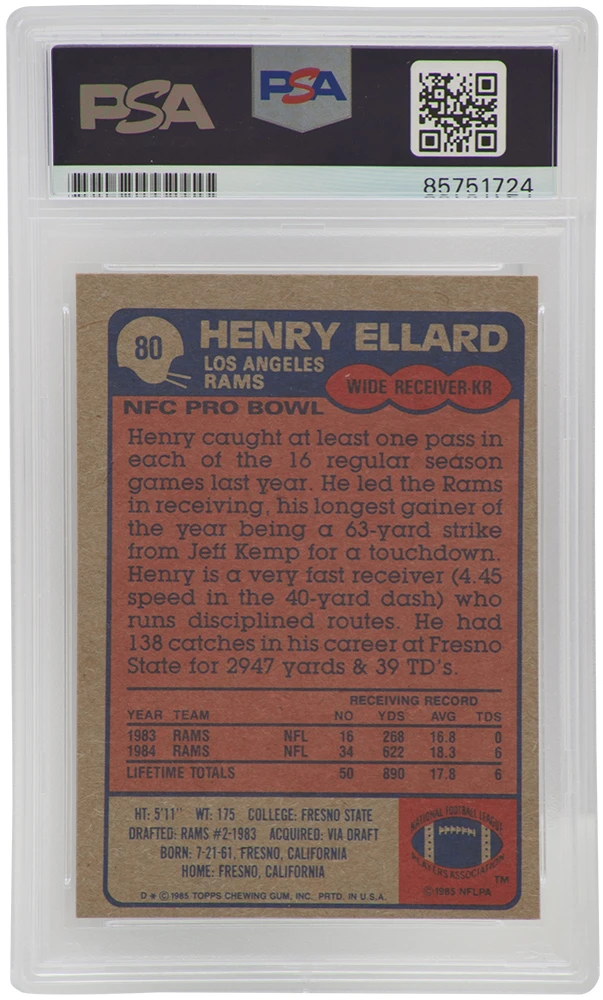 PSA
PSA
85751724
80
HENRY ELLARD
LOS ANGELES
RAMS
WIDE RECEIVER-KR
NFC PRO BOWL
Henry caught at least one pass in
each of the 16 regular season
games last year. He led the Rams
in receiving, his longest gainer of
the year being a 63-yard strike
from Jeff Kemp for a touchdown.
Henry is a very fast receiver (4.45
speed in the 40-yard dash) who
runs disciplined routes. He had
138 catches in his career at Fresno
State for 2947 yards & 39 TD's.
RECEIVING RECORD
YEAR TEAM NO YDS AVG TDS
1983 RAMS NFL 16 268 16.8 0
1984 RAMS NFL 34 622 18.3 6
LIFETIME TOTALS 50 890 17.8 6
HT: 5'11" WT: 175 COLLEGE: FRESNO STATE
DRAFTED: RAMS #2-1983 ACQUIRED: VIA DRAFT
BORN: 7-21-61, FRESNO, CALIFORNIA
HOME: FRESNO, CALIFORNIA
D * © 1985 TOPPS CHEWING GUM, INC. PRTD. IN U.S.A.
NATIONAL FOOTBALL LEAGUE
PLAYERS ASSOCIATION
TM
© 1985 NFLPA